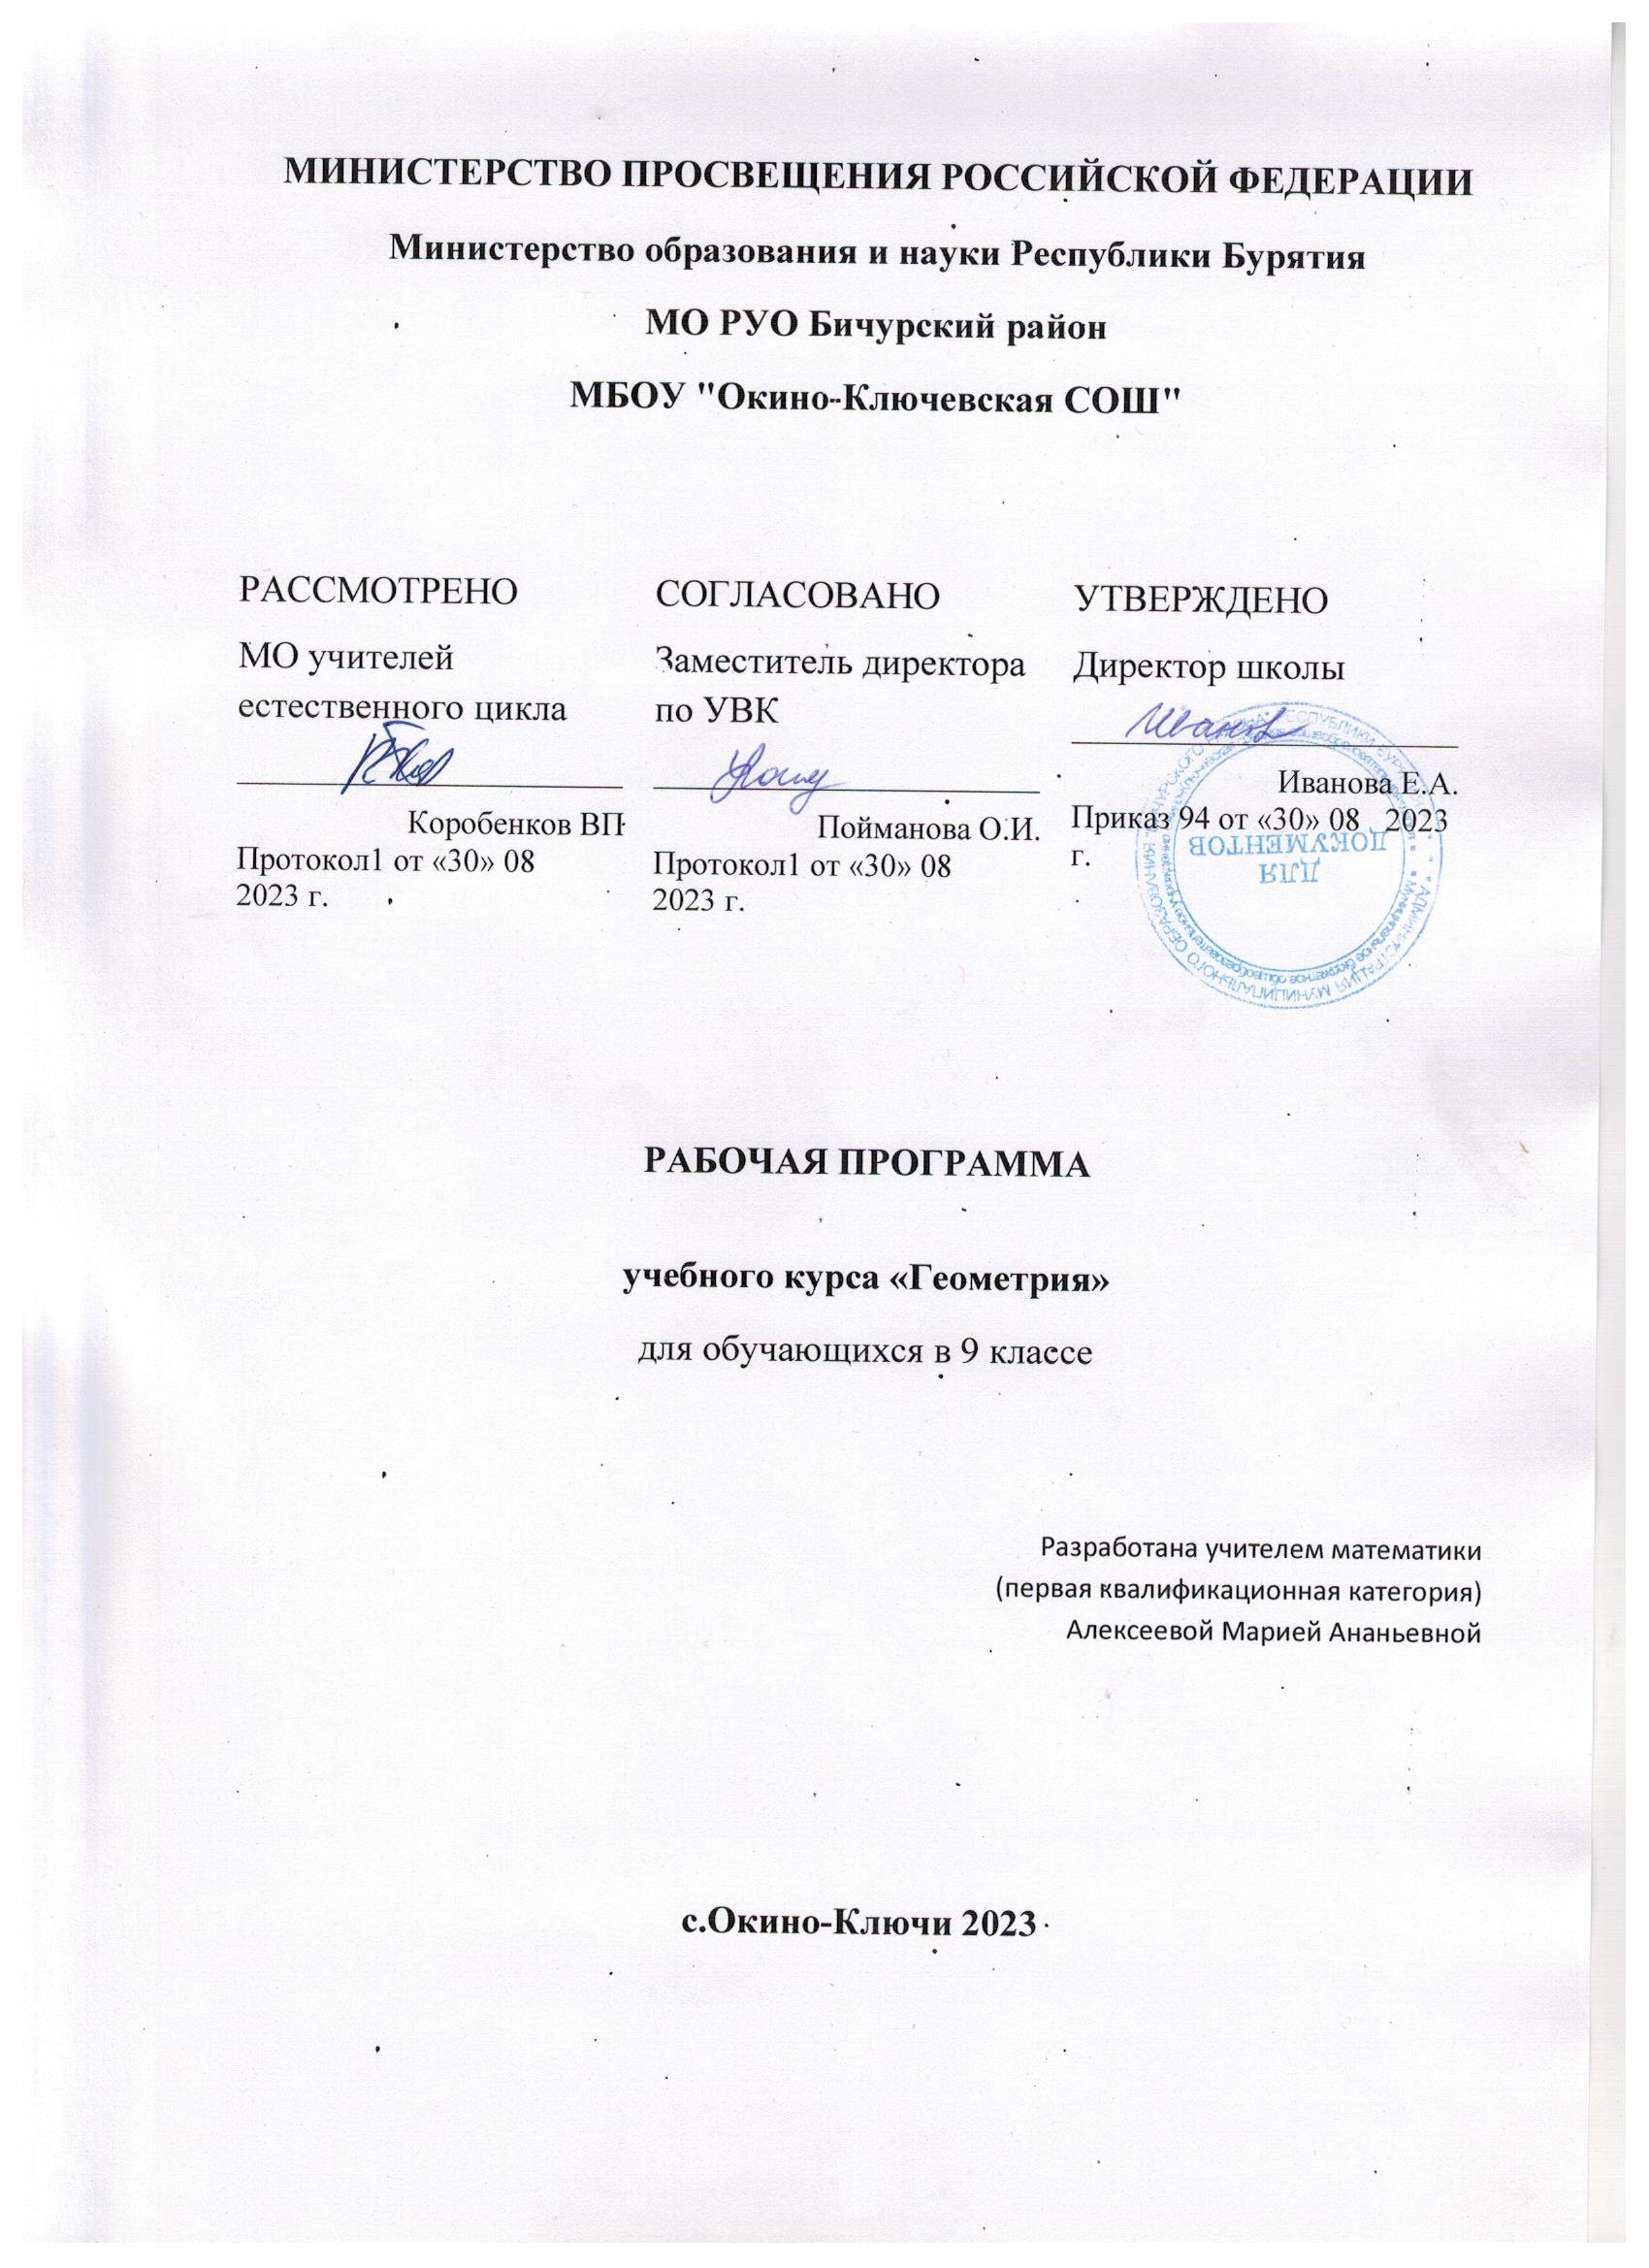 МИНИСТЕРСТВО ПРОСВЕЩЕНИЯ РОССИЙСКОЙ ФЕДЕРАЦИИ
Министерство образования и науки Республики Бурятия
МО РУО Бичурский район
МБОУ "Окино-Ключевская СОШ"
РАССМОТРЕНО
МО учителей
естественного цикла
Коробенков ВП
Протокол1 от «30» 08
2023 г.
СОГЛАСОВАНО
Заместитель директора
по УВК
Пойманова О.И.
Протокол1 от «30» 08
2023 г.
УТВЕРЖДЕНО
Директор школы
Иванова Е.А.
Приказ 94 от «30» 08 2023
г.
ДЛЯ
ДОКУМЕНТОВ
АДМИНИСТРАЦИЯ МУНИЦИПАЛЬНОГО ОБРАЗОВАНИЯ
РАБОЧАЯ ПРОГРАММА
учебного курса «Геометрия»
для обучающихся в 9 классе
Разработана учителем математики
(первая квалификационная категория)
Алексеевой Марией Ананьевной
с.Окино-Ключи 2023